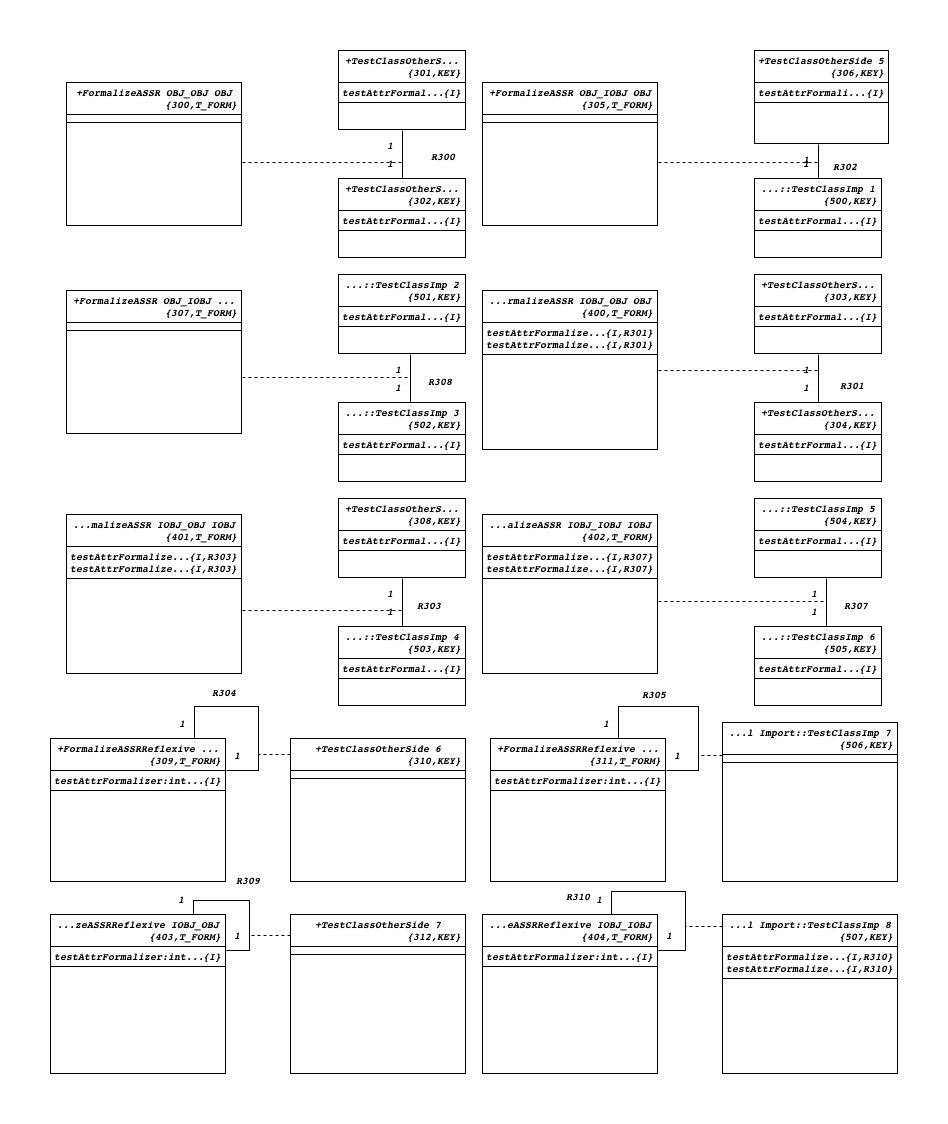 +TestClassOtherS...
{301,KEY}
testAttrFormal...{I}
+FormalizeASSR OBJ_OBJ OBJ
{300,T_FORM}
1
R300
1
+TestClassOtherS...
{302,KEY}
testAttrFormal...{I}
+TestClassOtherSide 5
{306,KEY}
testAttrFormali...{I}
+FormalizeASSR OBJ_IOBJ OBJ
{305,T_FORM}
1
1
R302
...::TestClassImp 1
{500,KEY}
testAttrFormal...{I}
...::TestClassImp 2
{501,KEY}
testAttrFormal...{I}
+FormalizeASSR OBJ_IOBJ ...
{307,T_FORM}
1
R308
1
...::TestClassImp 3
{502,KEY}
testAttrFormal...{I}
+TestClassOtherS...
{303,KEY}
testAttrFormal...{I}
...rmalizeASSR IOBJ_OBJ OBJ
{400,T_FORM}
testAttrFormalize...{I,R301}
testAttrFormalize...{I,R301}
1
R301
1
+TestClassOtherS...
{304,KEY}
testAttrFormal...{I}
+TestClassOtherS...
{308,KEY}
testAttrFormal...{I}
...malizeASSR IOBJ_OBJ IOBJ
{401,T_FORM}
testAttrFormalize...{I,R303}
testAttrFormalize...{I,R303}
1
R303
1
...::TestClassImp 4
{503,KEY}
testAttrFormal...{I}
...::TestClassImp 5
{504,KEY}
testAttrFormal...{I}
...alizeASSR IOBJ_IOBJ IOBJ
{402,T_FORM}
testAttrFormalize...{I,R307}
testAttrFormalize...{I,R307}
1
R307
1
...::TestClassImp 6
{505,KEY}
testAttrFormal...{I}
R304
1
+FormalizeASSRReflexive ...
{309,T_FORM}
testAttrFormalizer:int...{I}
1
+TestClassOtherSide 6
{310,KEY}
R305
1
+FormalizeASSRReflexive ...
{311,T_FORM}
testAttrFormalizer:int...{I}
1
...l Import::TestClassImp 7
{506,KEY}
R309
1
...zeASSRReflexive IOBJ_OBJ
{403,T_FORM}
testAttrFormalizer:int...{I}
1
+TestClassOtherSide 7
{312,KEY}
R310
1
...eASSRReflexive IOBJ_IOBJ
{404,T_FORM}
testAttrFormalizer:int...{I}
1
...l Import::TestClassImp 8
{507,KEY}
testAttrFormalize...{I,R310}
testAttrFormalize...{I,R310}